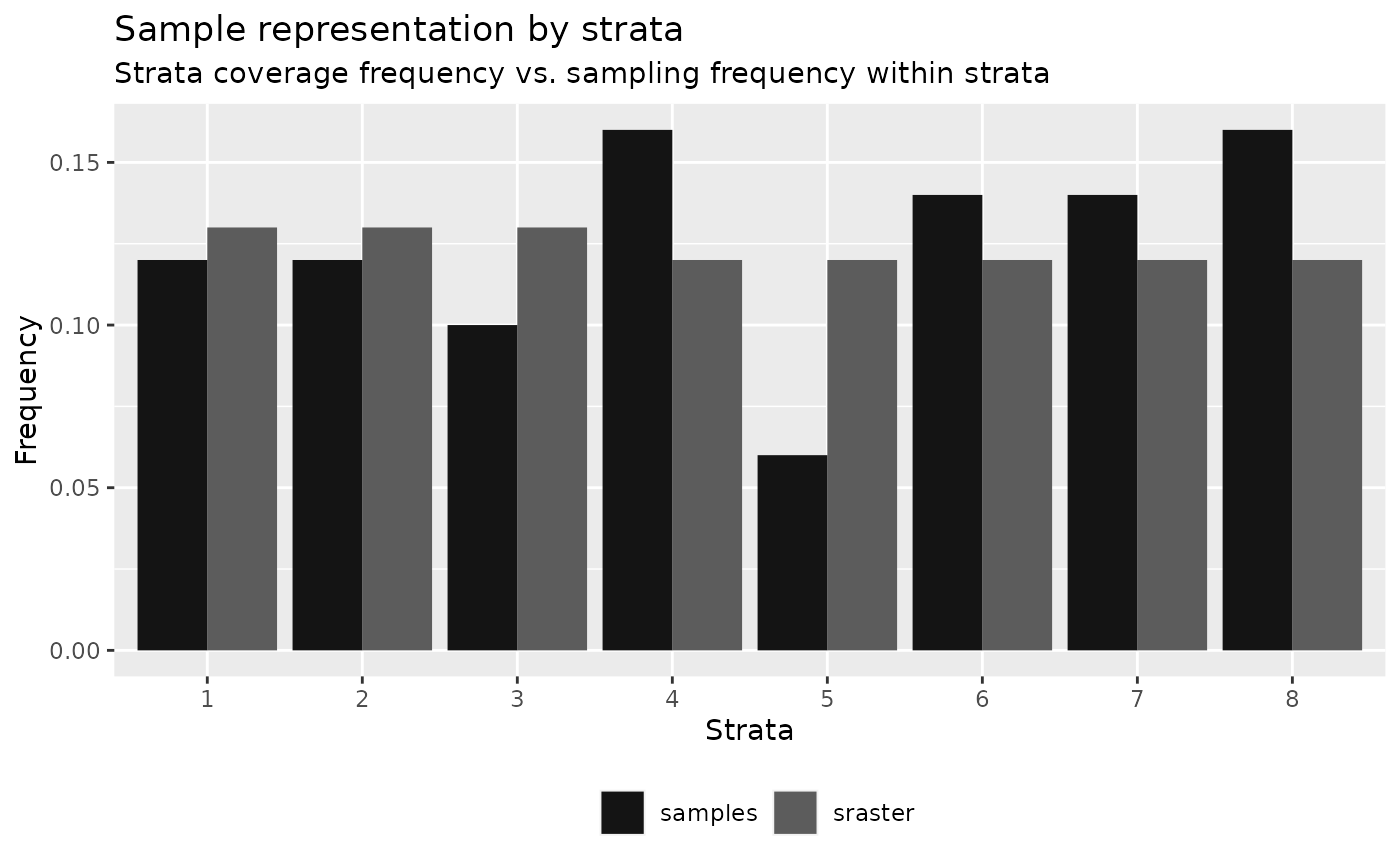 Sample representation by strata
Strata coverage frequency vs. sampling frequency within strata
Frequency
0.15
0.10
0.05
0.00
1 2 3 4 5 6 7 8
Strata
samples sraster